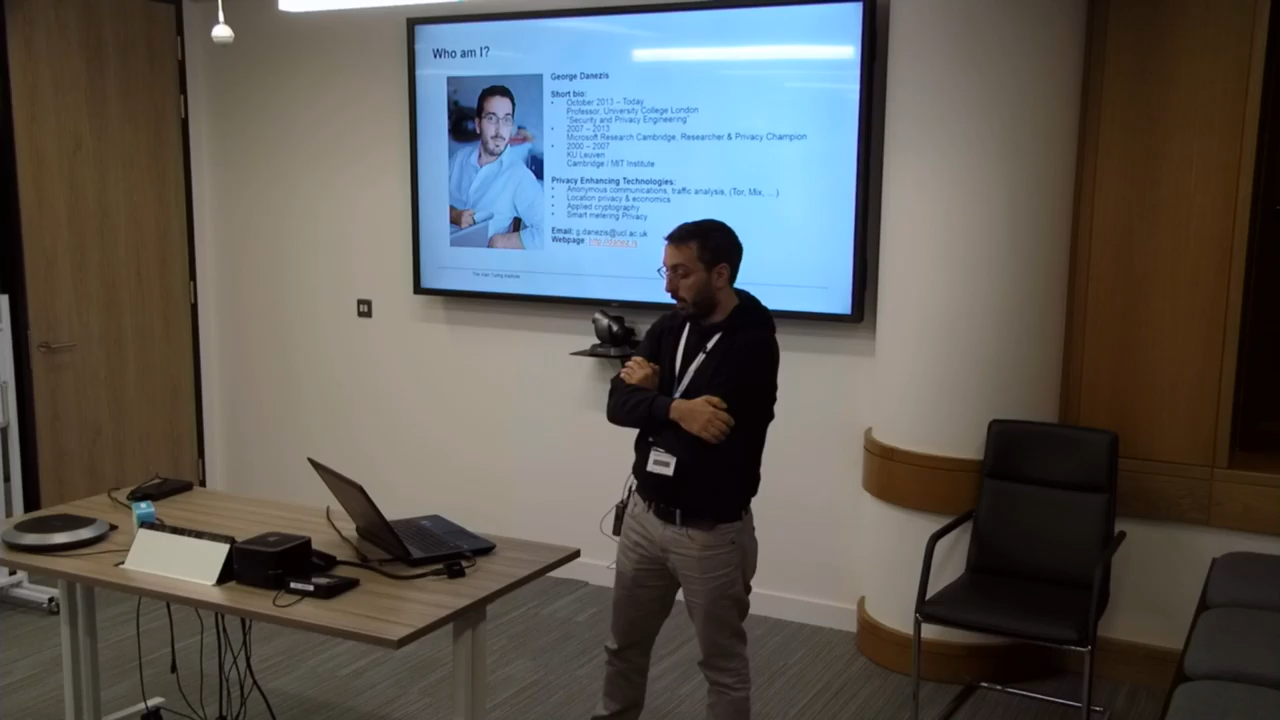 Who am I?
George Danezis
Short bio:
• October 2013 – Today
Professor, University College London
"Security and Privacy Engineering"
• 2007 – 2013
Microsoft Research Cambridge, Researcher & Privacy Champion
• 2000 – 2007
KU Leuven
Cambridge / MIT Institute
Privacy Enhancing Technologies:
• Anonymous communications, traffic analysis, (Tor, Mix, ...)
• Location privacy & economics
• Applied cryptography
• Smart metering Privacy
Email: g.danezis@ucl.ac.uk
Webpage: http://danez.is
The Alan Turing Institute